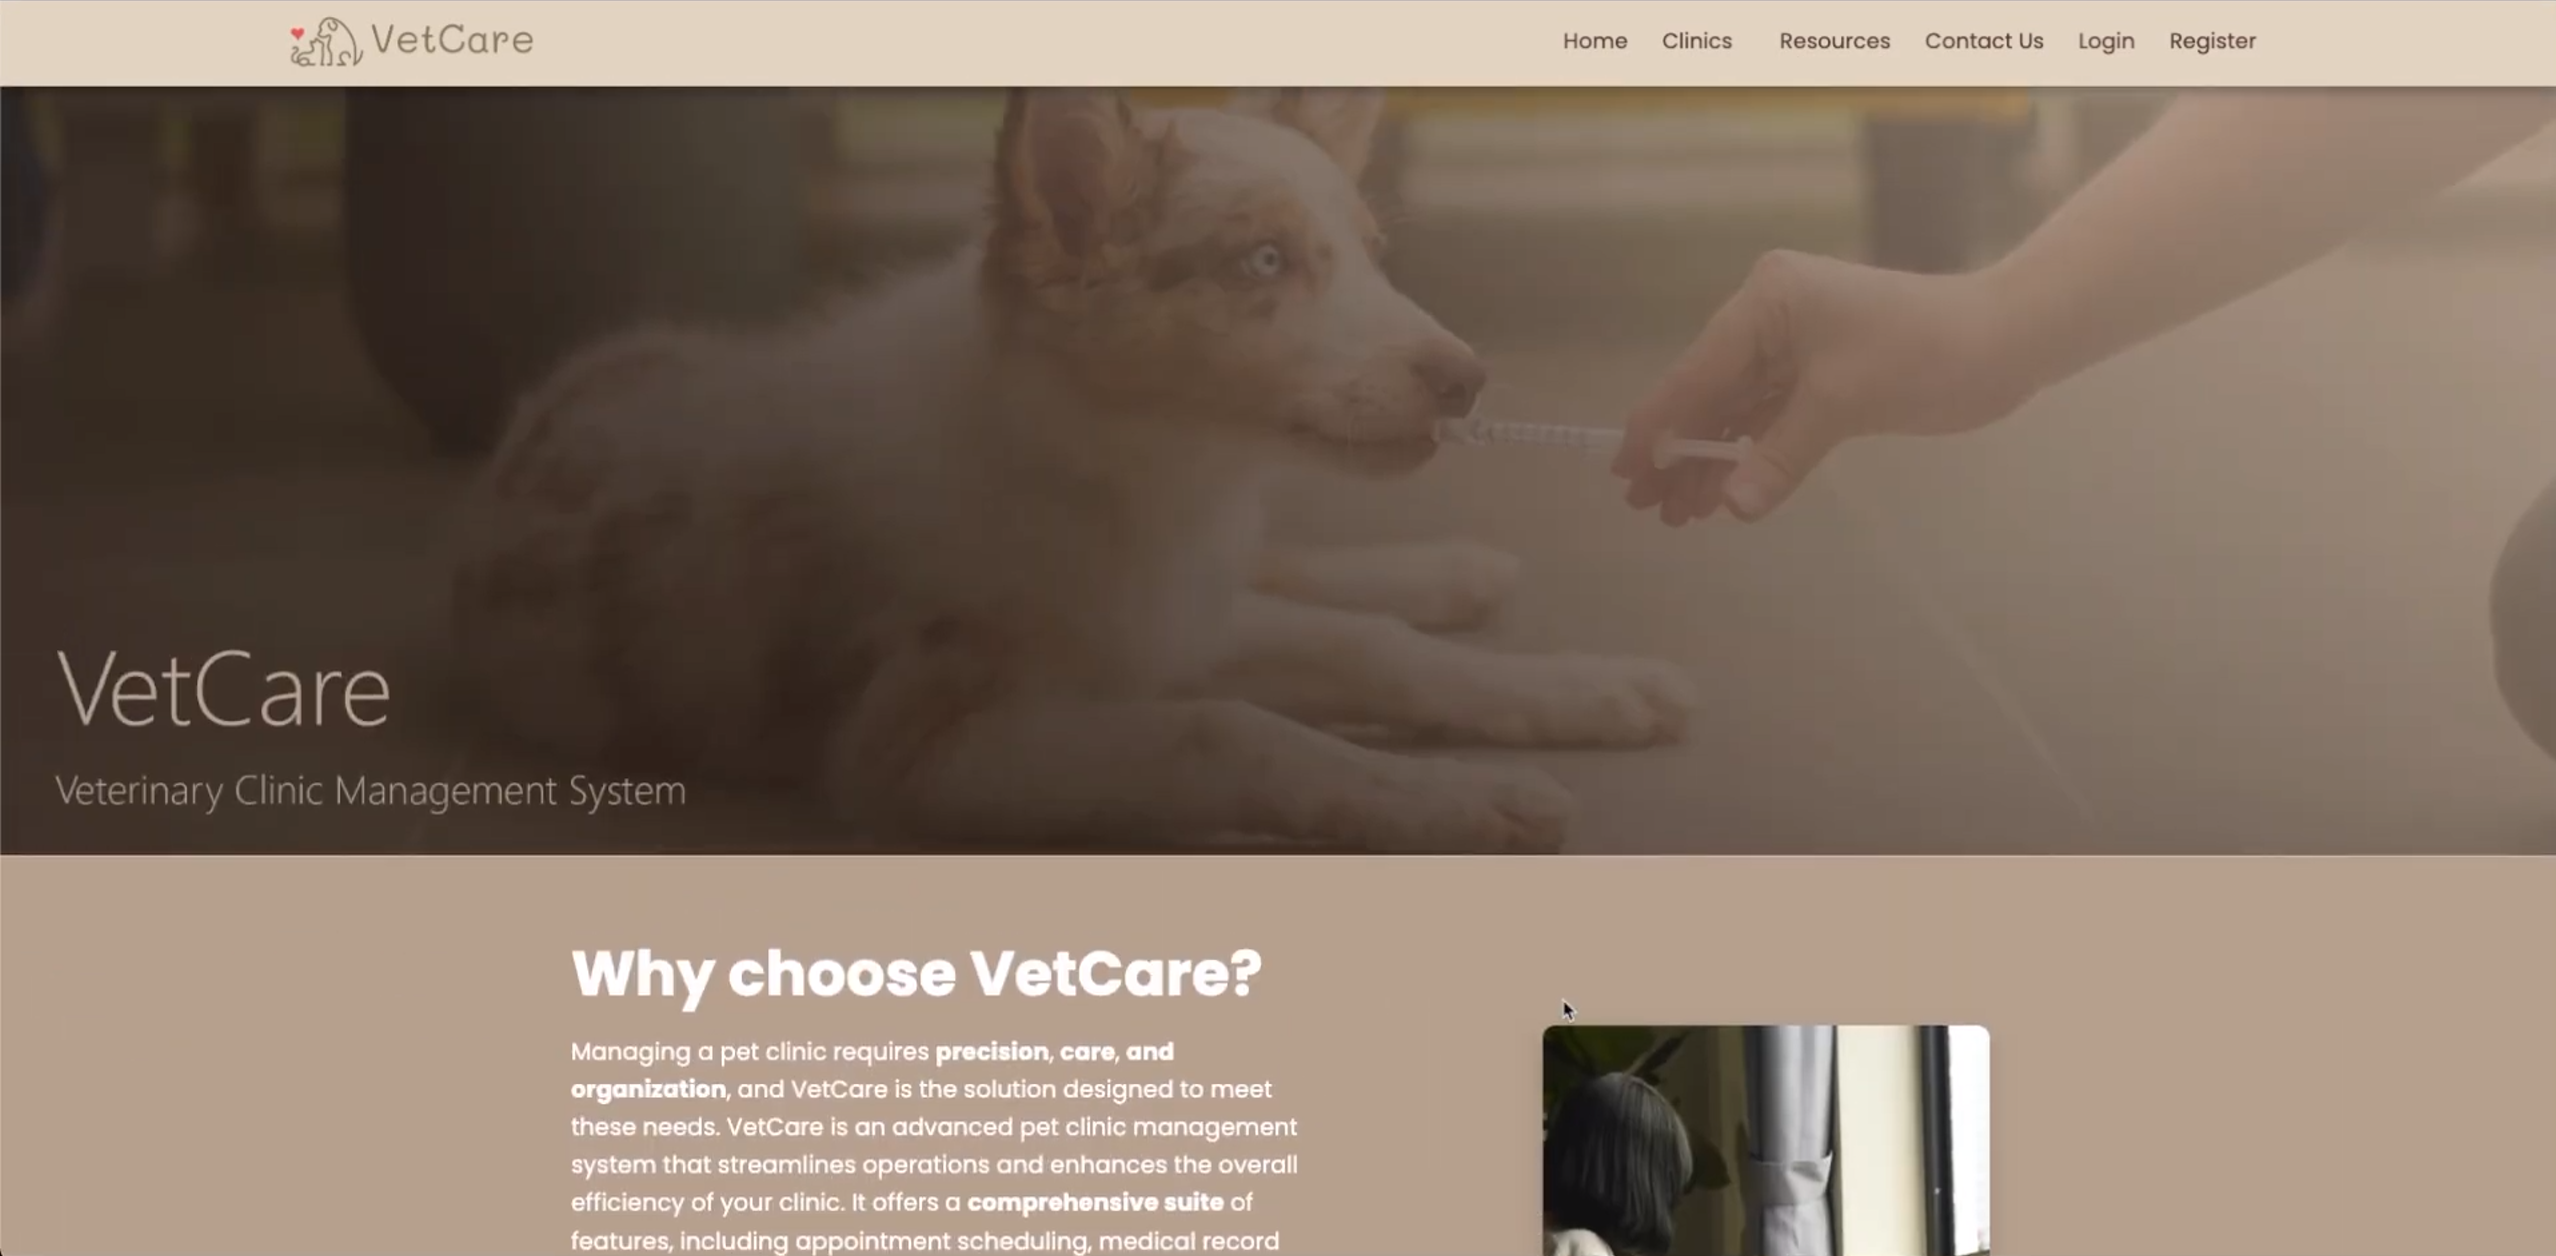 VetCare
Home Clinics Resources Contact Us Login Register
VetCare
Veterinary Clinic Management System
Why choose VetCare?
Managing a pet clinic requires precision, care, and
organization, and VetCare is the solution designed to meet
these needs. VetCare is an advanced pet clinic management
system that streamlines operations and enhances the overall
efficiency of your clinic. It offers a comprehensive suite of
features, including appointment scheduling, medical record